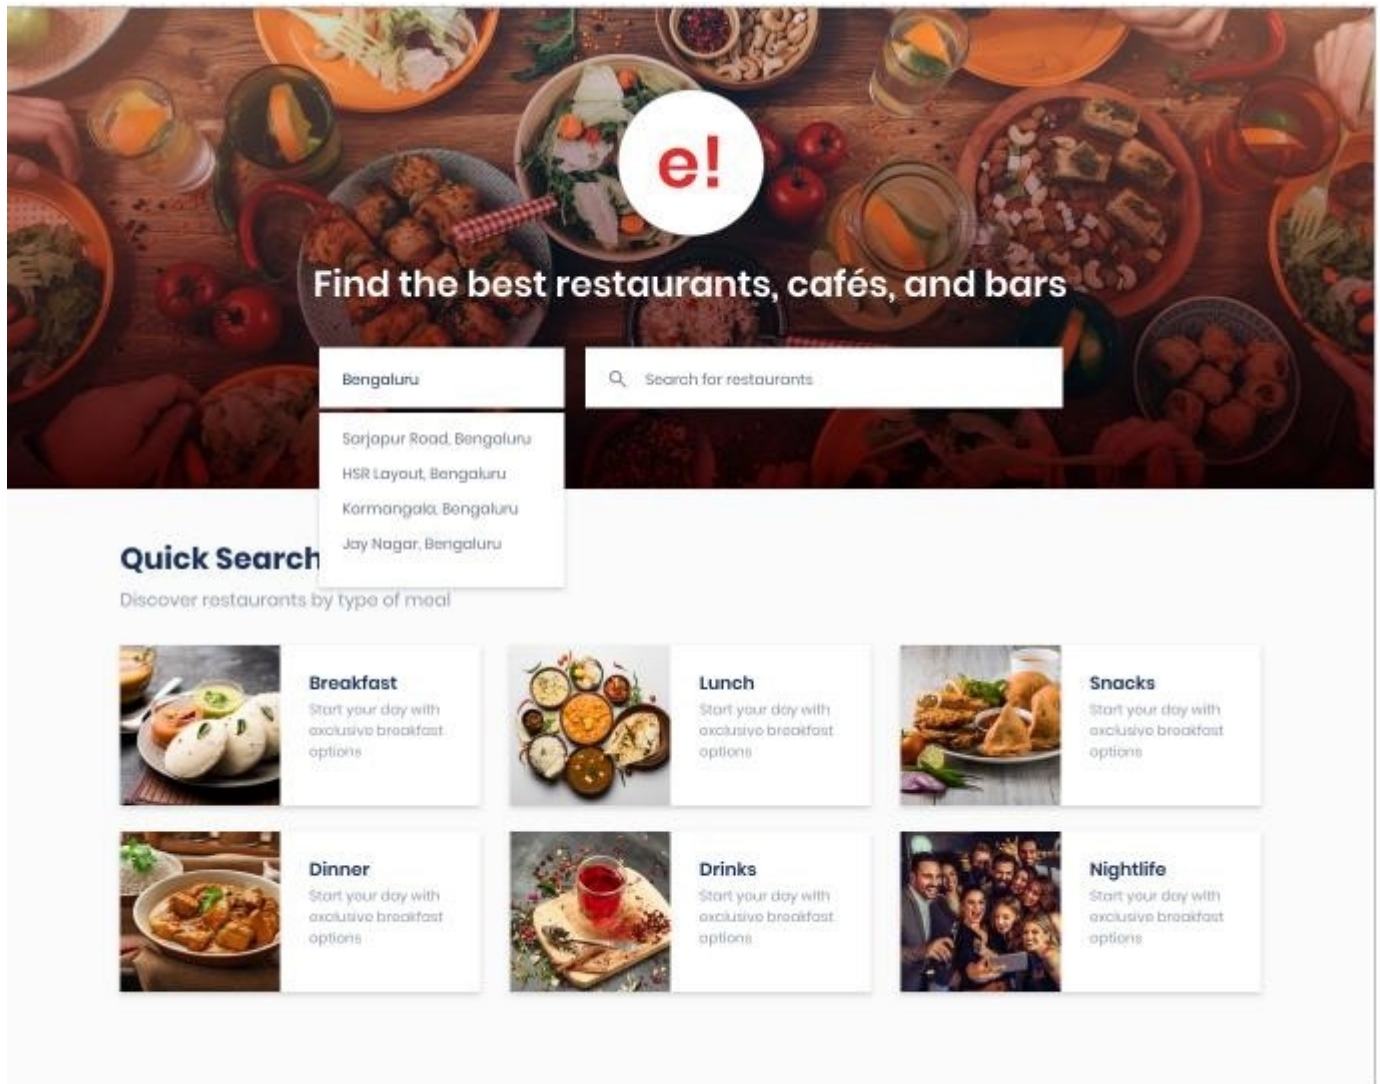 e!
Find the best restaurants, cafés, and bars
Bengaluru
Search for restaurants
Sarjapur Road, Bengaluru
HSR Layout, Bengaluru
Kormangala, Bengaluru
Jay Nagar, Bengaluru
Quick Search
Discover restaurants by type of meal
Breakfast
Start your day with
exclusive breakfast
options
Lunch
Start your day with
exclusive breakfast
options
Snacks
Start your day with
exclusive breakfast
options
Dinner
Start your day with
exclusive breakfast
options
Drinks
Start your day with
exclusive breakfast
options
Nightlife
Start your day with
exclusive breakfast
options